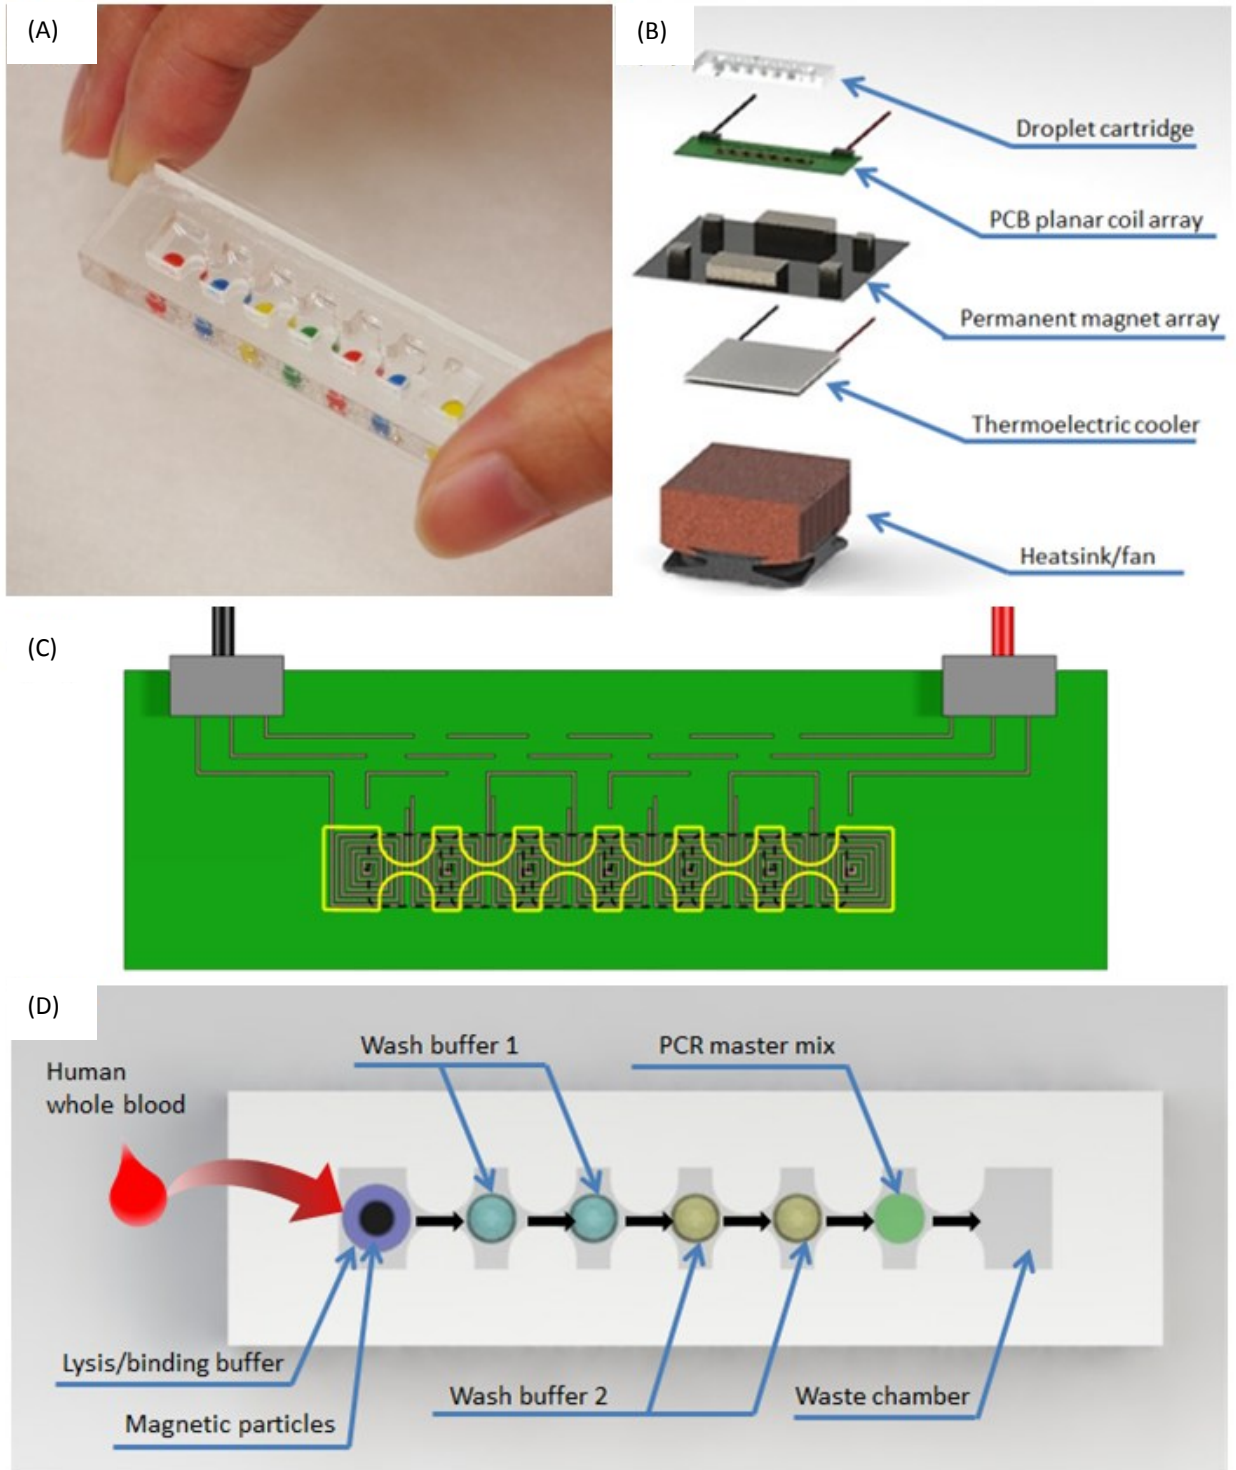 (A)
(B)
Droplet cartridge
PCB planar coil array
Permanent magnet array
Thermoelectric cooler
Heatsink/fan
(C)
(D)
Wash buffer 1
PCR master mix
Human
whole blood
Lysis/binding buffer
Magnetic particles
Wash buffer 2
Waste chamber